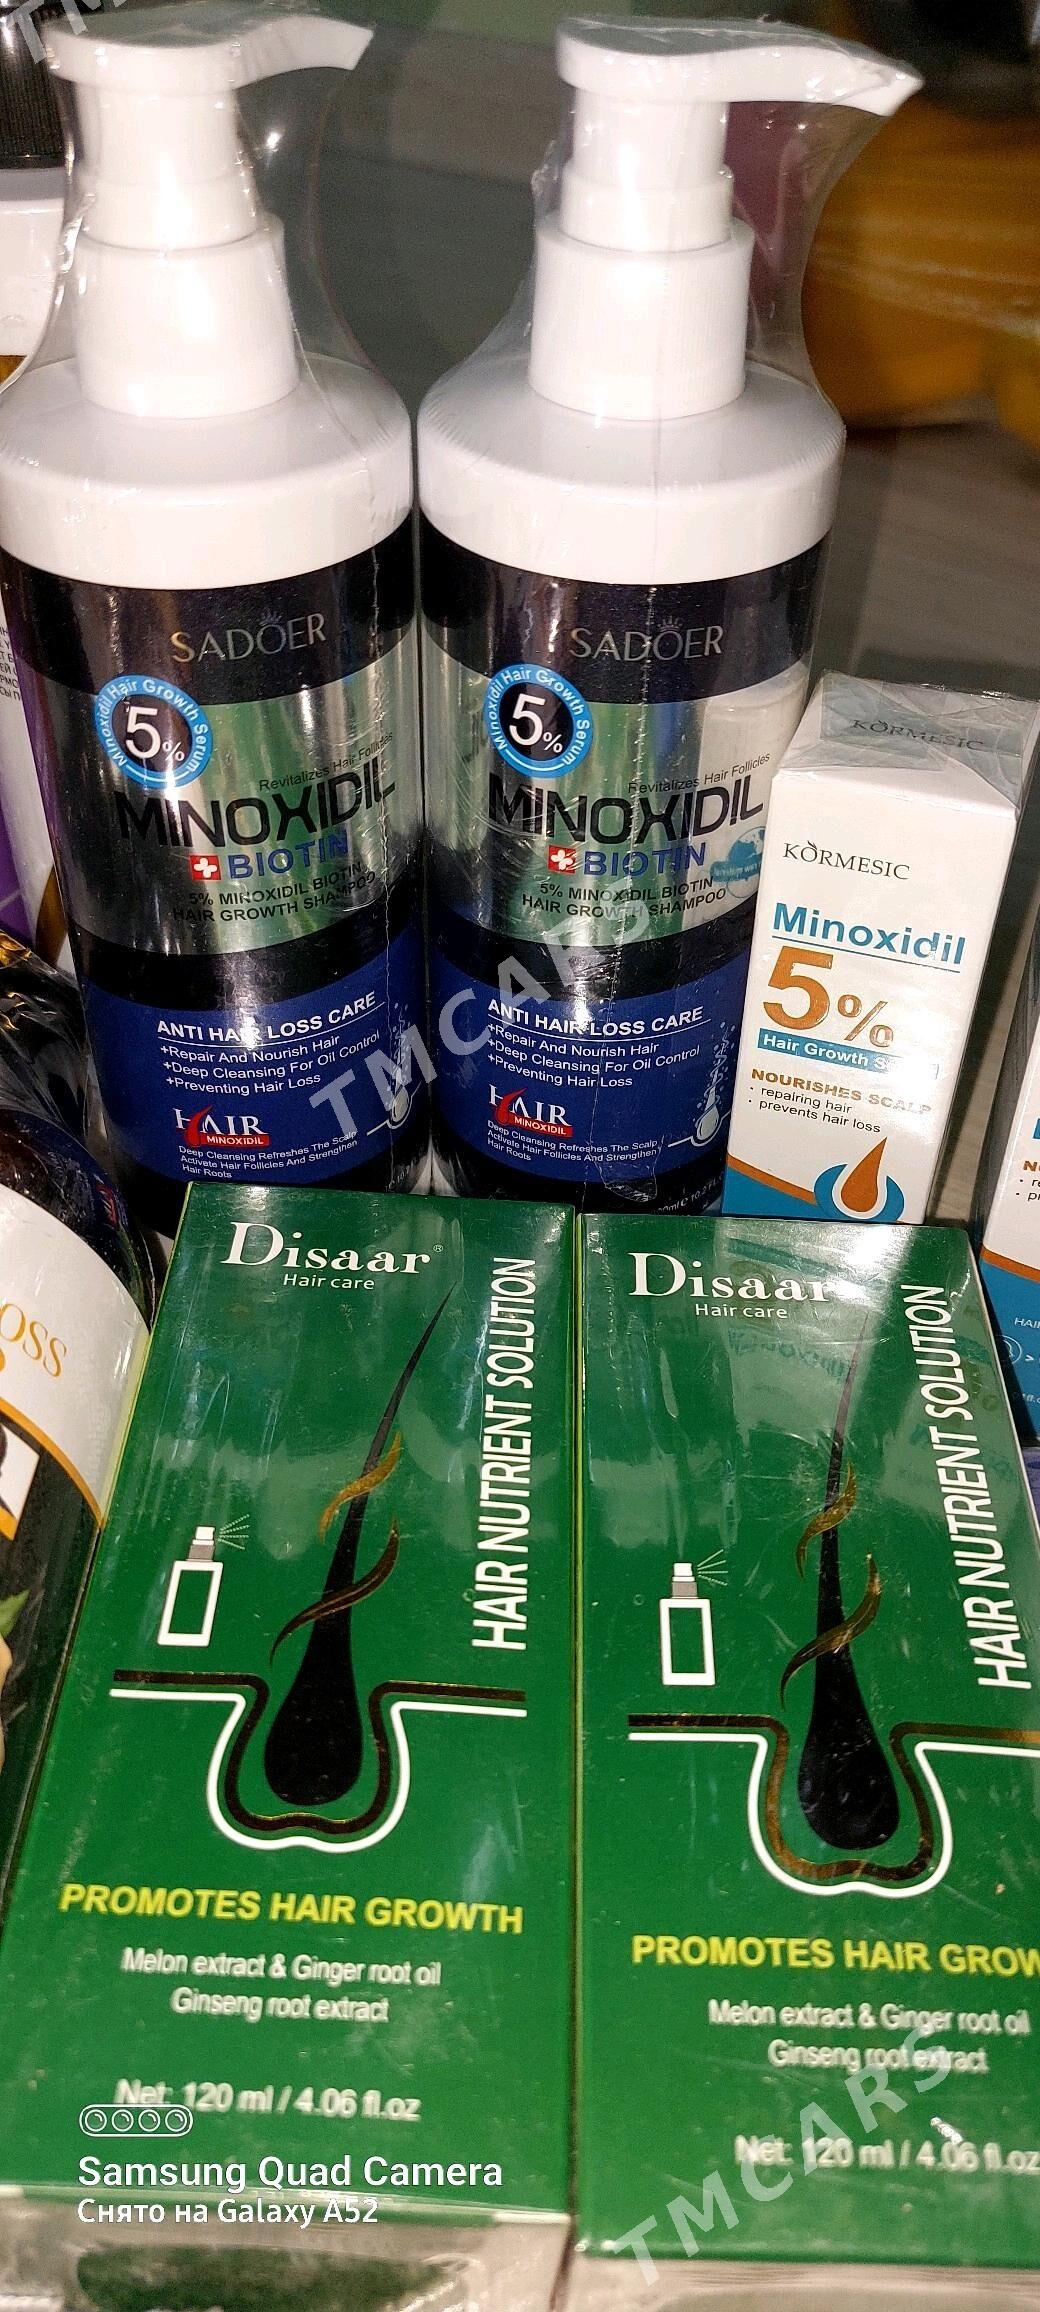 SADOER
Minoxidil Hair Growth Serum
5%
Revitalizes Hair Follicles
MINOXIDIL
+BIOTIN
5% MINOXIDIL BIOTIN
HAIR GROWTH SHAMPOO
ANTI HAIR LOSS CARE
+Repair And Nourish Hair
+Deep Cleansing For Oil Control
+Preventing Hair Loss
HAIR
MINOXIDIL
Deep Cleansing Refreshes The Scalp
Activate Hair Follicles And Strengthen
Hair Roots
SADOER
Minoxidil Hair Growth Serum
5%
Revitalizes Hair Follicles
MINOXIDIL
+BIOTIN
5% MINOXIDIL BIOTIN
HAIR GROWTH SHAMPOO
ANTI HAIR LOSS CARE
+Repair And Nourish Hair
+Deep Cleansing For Oil Control
+Preventing Hair Loss
HAIR
MINOXIDIL
Deep Cleansing Refreshes The Scalp
Activate Hair Follicles And Strengthen
Hair Roots
KORMESIC
KORMESIC
Minoxidil
5%
Hair Growth
NOURISHES SCALP
• repairing hair
• prevents hair loss
OSS
Disaar®
Hair care
HAIR NUTRIENT SOLUTION
PROMOTES HAIR GROWTH
Melon extract & Ginger root oil
Ginseng root extract
Net: 120 ml / 4.06 fl.oz
Disaar
Hair care
HAIR NUTRIENT SOLUTION
PROMOTES HAIR GROW
Melon extract & Ginger root oil
Ginseng root extract
Net: 120 ml / 4.06 fl.oz
Samsung Quad Camera
Снято на Galaxy A52
TMCARS
TMCARS